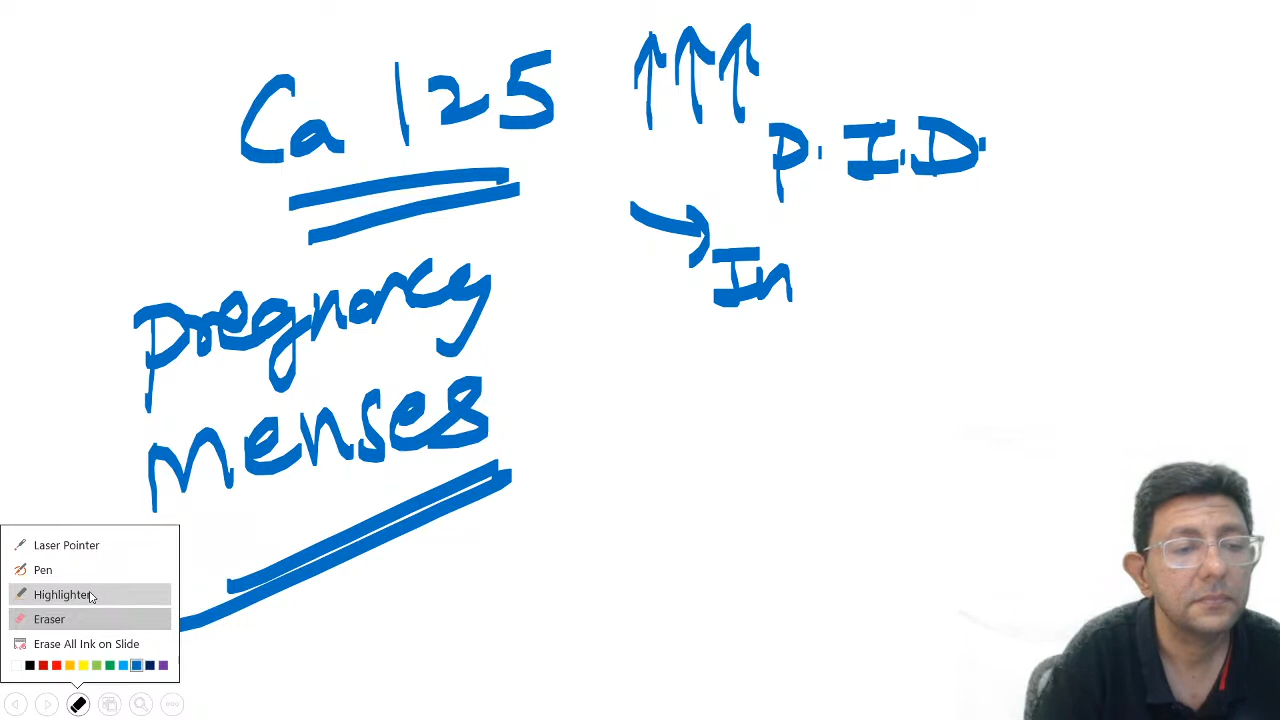 Ca 125 ↑↑↑
P.I.D.
→ In
pregnancy
menses
Laser Pointer
Pen
Highlighter
Eraser
Erase All Ink on Slide